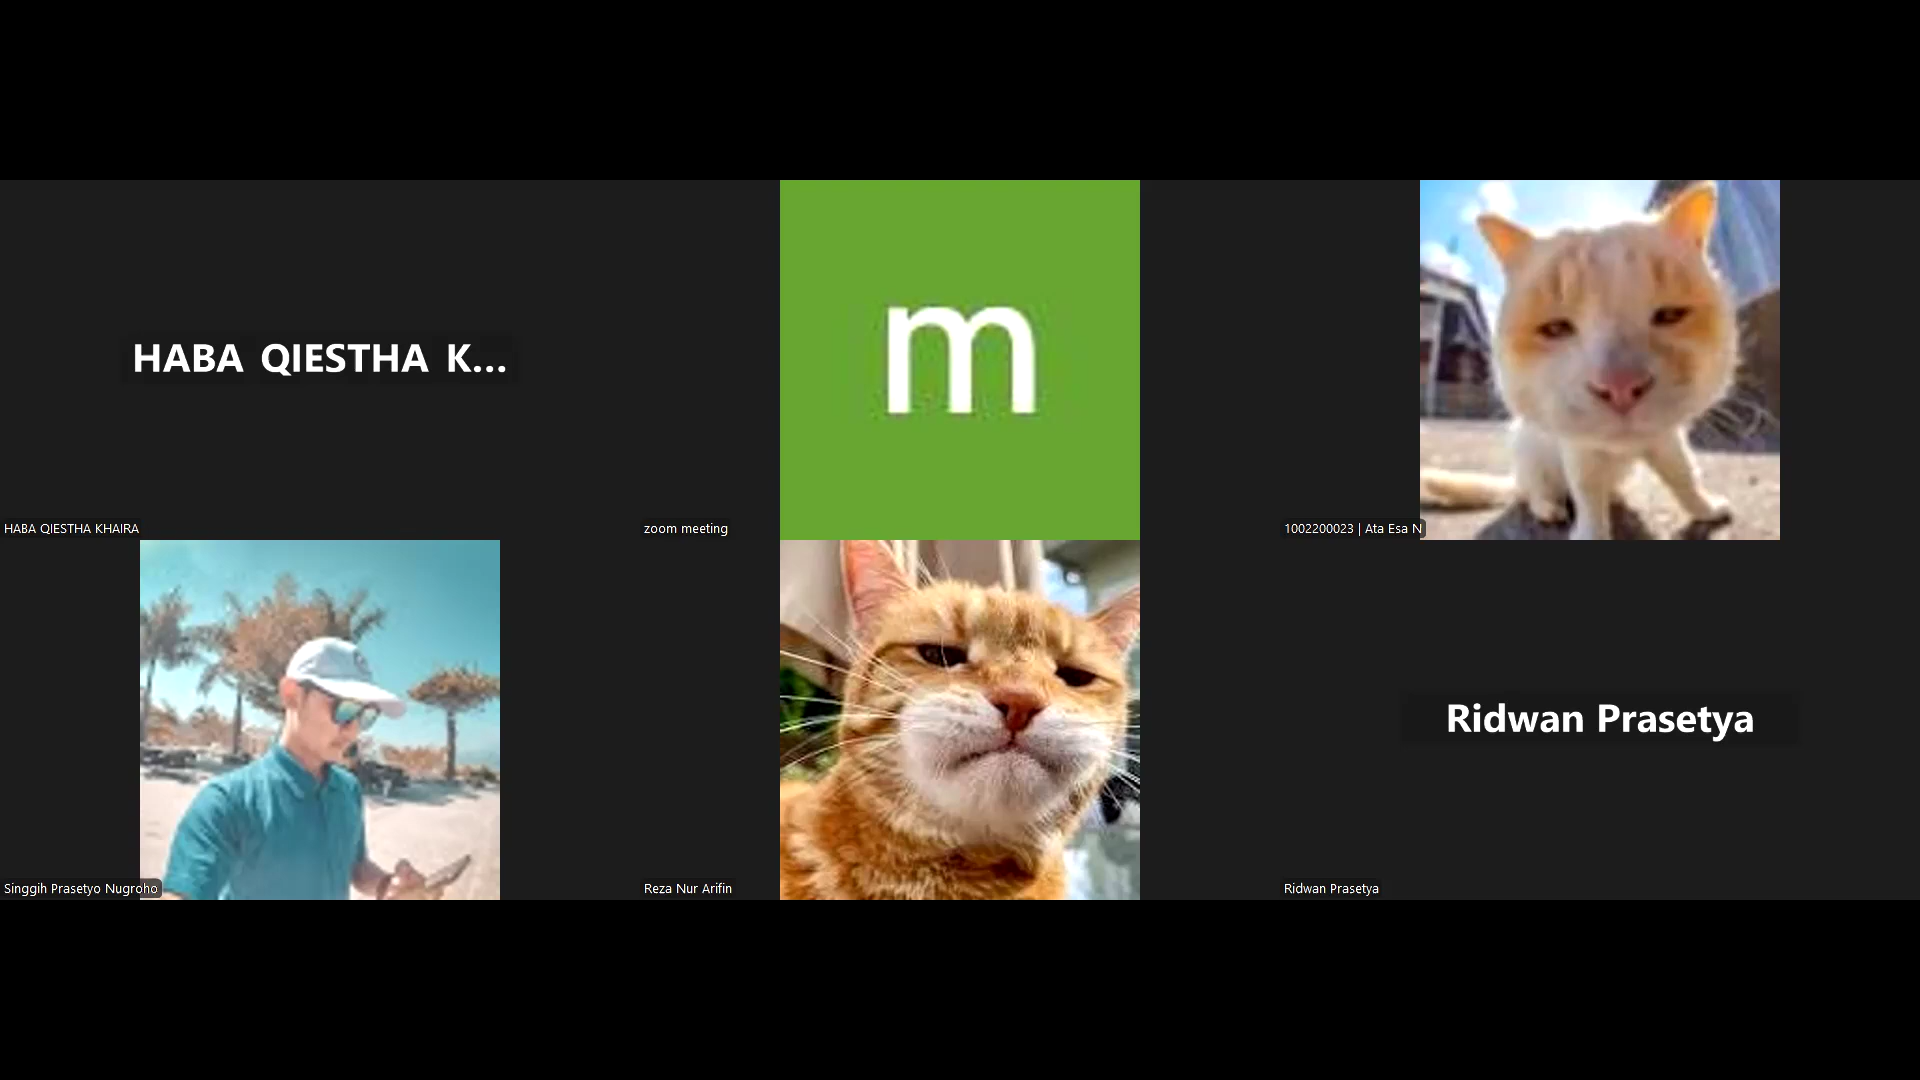 HABA QIESTHA K...
HABA QIESTHA KHAIRA
m
zoom meeting
1002200023 | Ata Esa N
Singgih Prasetyo Nugroho
Reza Nur Arifin
Ridwan Prasetya
Ridwan Prasetya